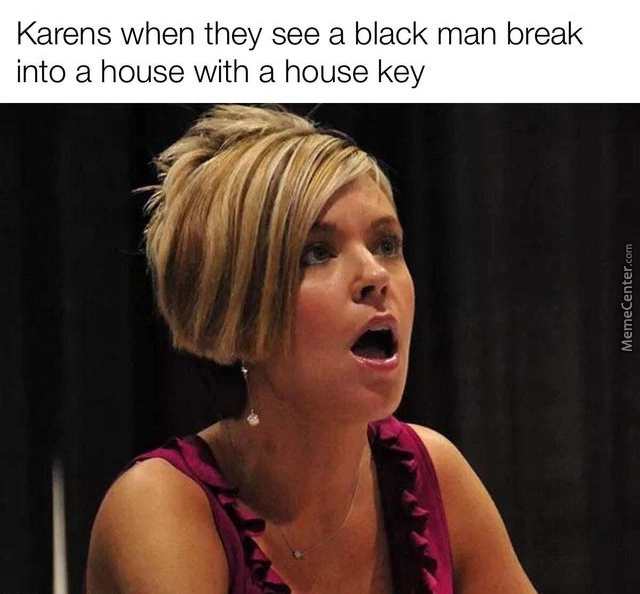 Karens when they see a black man break
into a house with a house key
MemeCenter.com